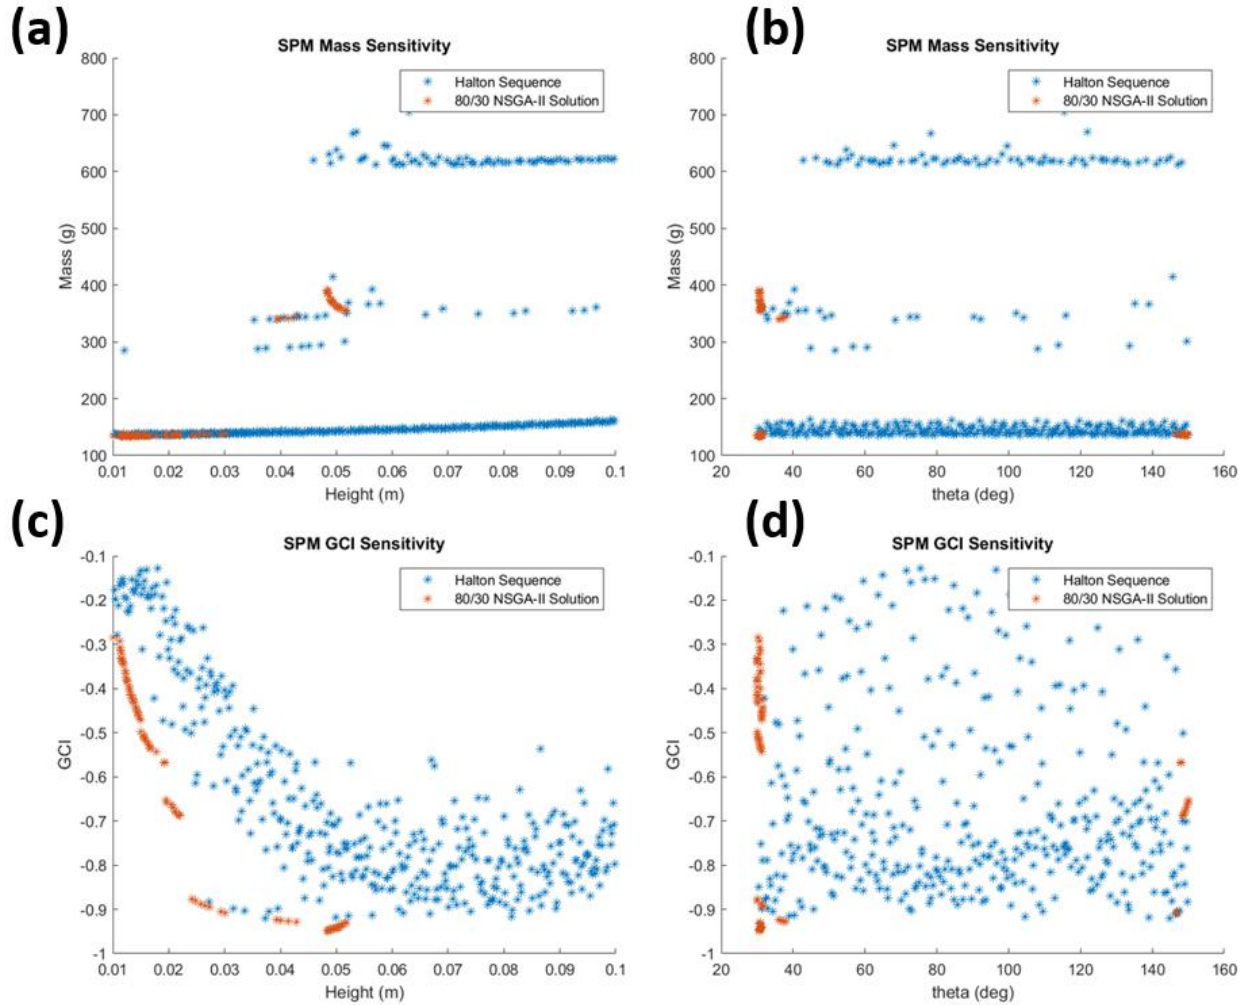 (a)
SPM Mass Sensitivity
800
700
600
500
400
300
200
100
Mass (g)
Halton Sequence
80/30 NSGA-II Solution
0.01 0.02 0.03 0.04 0.05 0.06 0.07 0.08 0.09 0.1
Height (m)
(b)
SPM Mass Sensitivity
800
700
600
500
400
300
200
100
Mass (g)
Halton Sequence
80/30 NSGA-II Solution
20 40 60 80 100 120 140 160
theta (deg)
(c)
SPM GCI Sensitivity
-0.1
-0.2
-0.3
-0.4
-0.5
-0.6
-0.7
-0.8
-0.9
-1
GCI
Halton Sequence
80/30 NSGA-II Solution
0.01 0.02 0.03 0.04 0.05 0.06 0.07 0.08 0.09 0.1
Height (m)
(d)
SPM GCI Sensitivity
-0.1
-0.2
-0.3
-0.4
-0.5
-0.6
-0.7
-0.8
-0.9
-1
GCI
Halton Sequence
80/30 NSGA-II Solution
20 40 60 80 100 120 140 160
theta (deg)